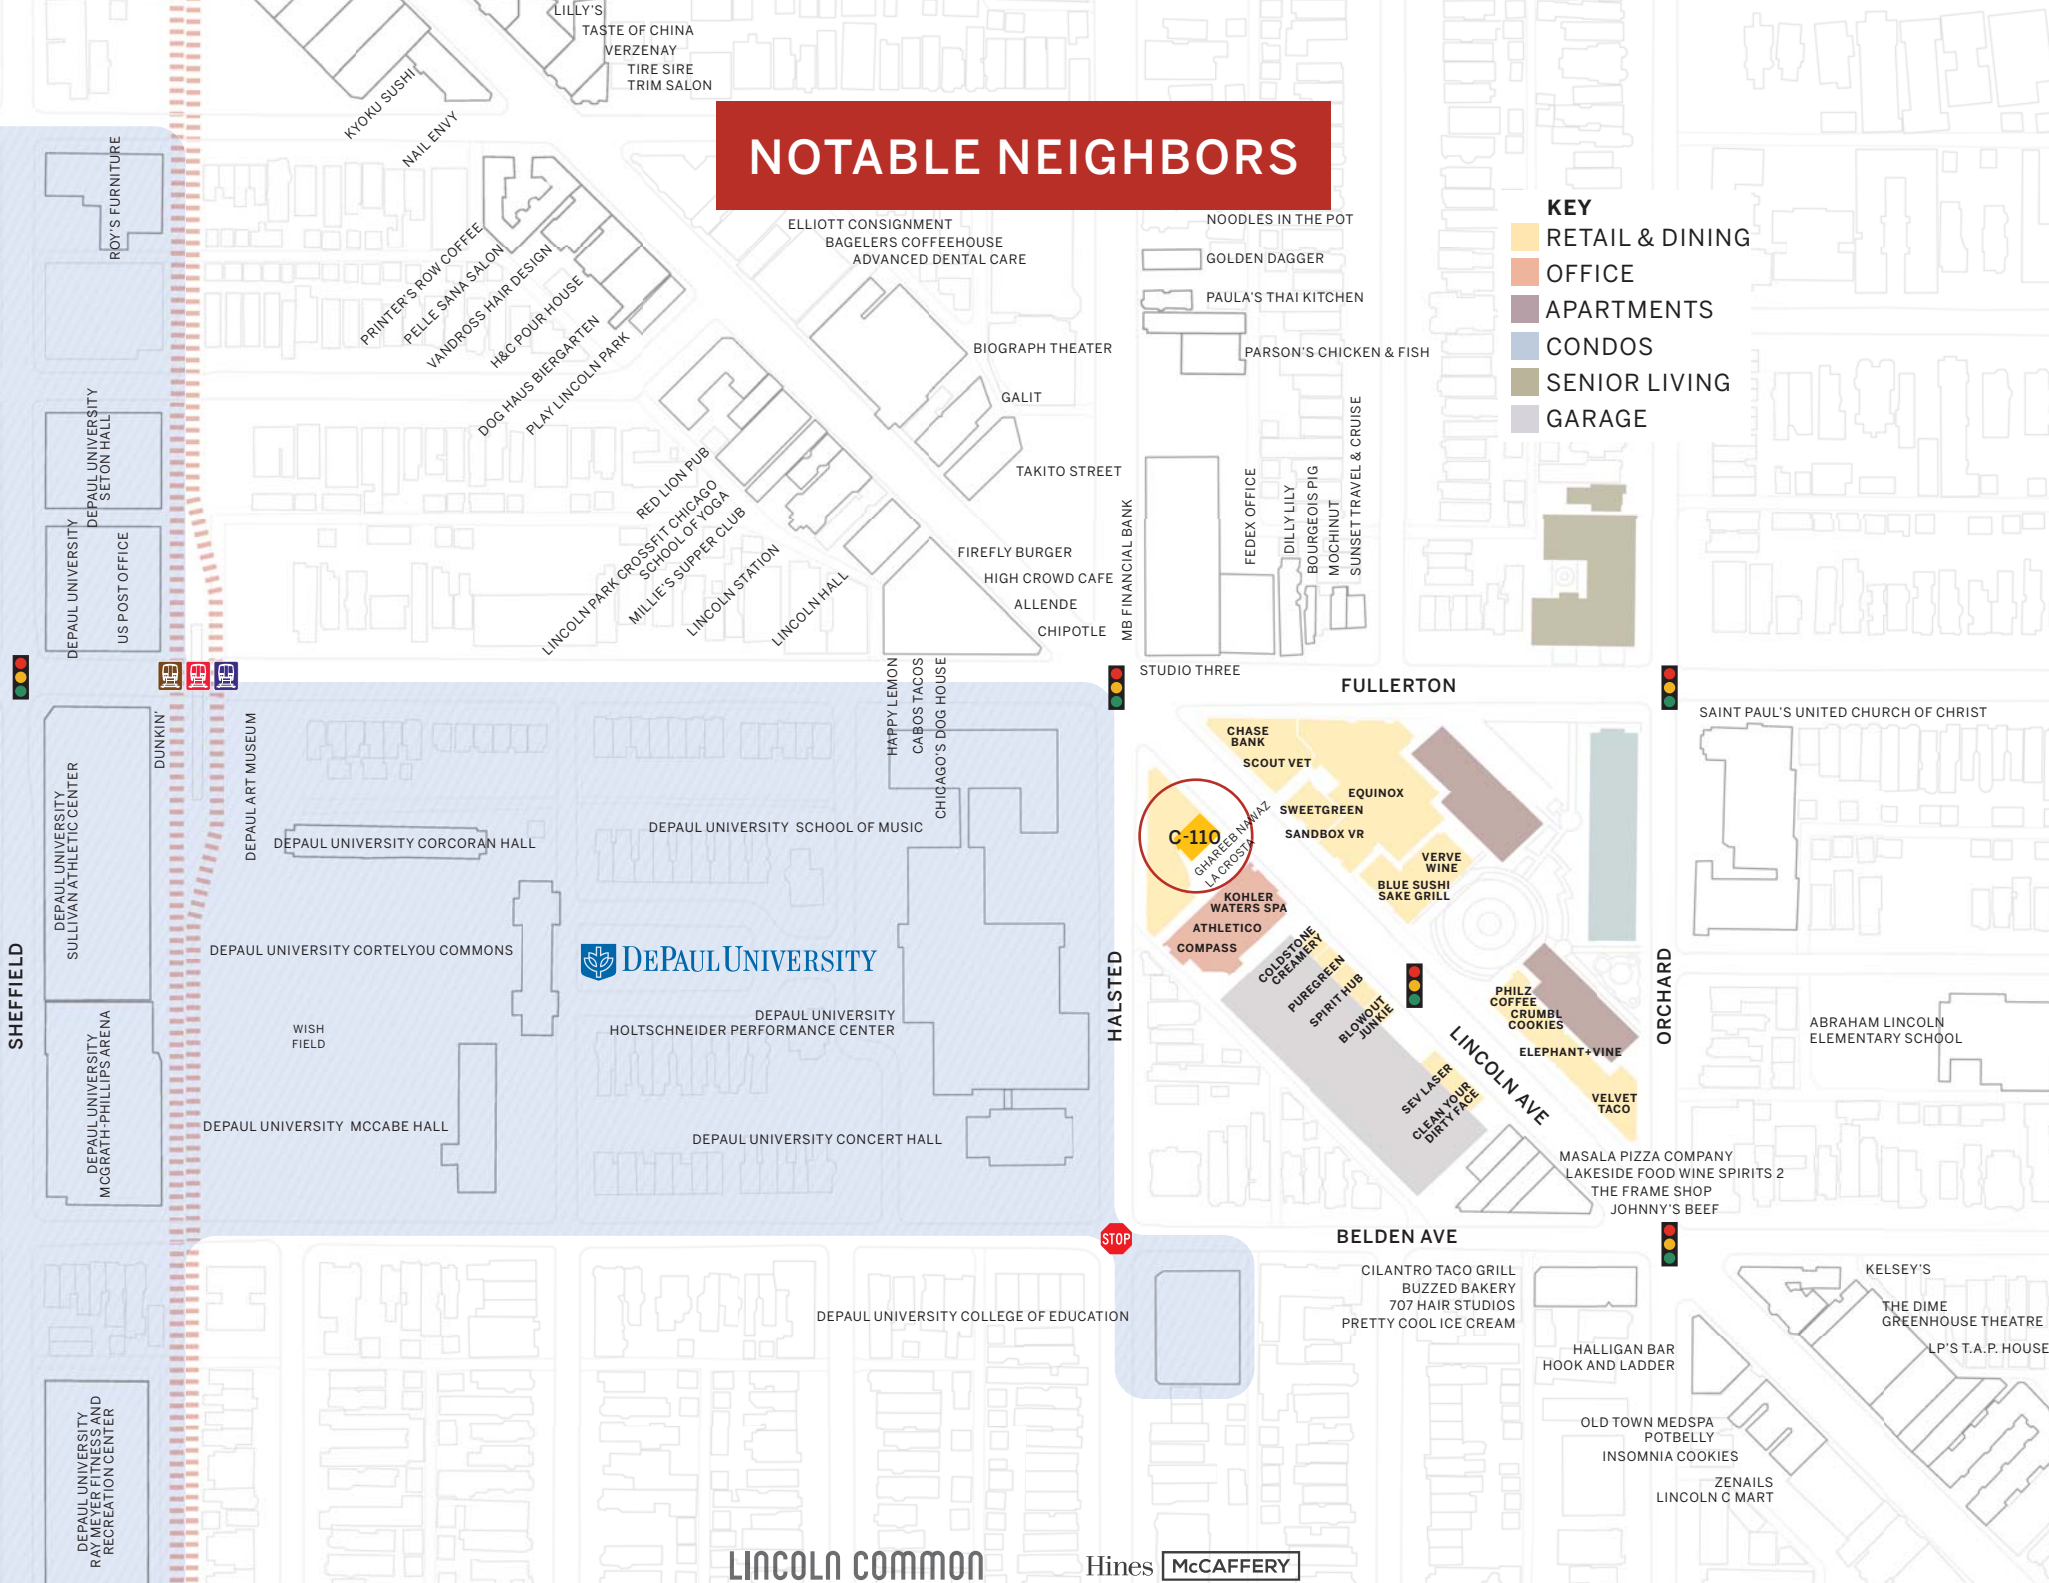 LILLY'S
TASTE OF CHINA
VERZENAY
TIRE SIRE
TRIM SALON
KYOKU SUSHI
NAIL ENVY
NOTABLE NEIGHBORS
ROY'S FURNITURE
PRINTER'S ROW COFFEE
PELLE SANA SALON
VANDROSS HAIR DESIGN
H&C POUR HOUSE
DOG HAUS BIERGARTEN
PLAY LINCOLN PARK
ELLIOTT CONSIGNMENT
BAGELERS COFFEEHOUSE
ADVANCED DENTAL CARE
BIOGRAPH THEATER
GALIT
TAKITO STREET
NOODLES IN THE POT
GOLDEN DAGGER
PAULA'S THAI KITCHEN
PARSON'S CHICKEN & FISH
KEY
RETAIL & DINING
OFFICE
APARTMENTS
CONDOS
SENIOR LIVING
GARAGE
DEPAUL UNIVERSITY
SETON HALL
DEPAUL UNIVERSITY
US POST OFFICE
RED LION PUB
LINCOLN PARK CROSSFIT CHICAGO
SCHOOL OF YOGA
MILLIE'S SUPPER CLUB
LINCOLN STATION
LINCOLN HALL
FIREFLY BURGER
HIGH CROWD CAFE
ALLENDE
CHIPOTLE
MB FINANCIAL BANK
FEDEX OFFICE
DILLY LILY
BOURGEOIS PIG
MOCHINUT
SUNSET TRAVEL & CRUISE
STUDIO THREE
FULLERTON
HAPPY LEMON
CABOS TACOS
CHICAGO'S DOG HOUSE
DUNKIN'
DEPAUL ART MUSEUM
DEPAUL UNIVERSITY
SULLIVAN ATHLETIC CENTER
DEPAUL UNIVERSITY CORCORAN HALL
DEPAUL UNIVERSITY SCHOOL OF MUSIC
DEPAUL UNIVERSITY CORTELYOU COMMONS
DEPAUL UNIVERSITY
DEPAUL UNIVERSITY
HOLTSCHNEIDER PERFORMANCE CENTER
WISH
FIELD
SHEFFIELD
DEPAUL UNIVERSITY
MCGRATH-PHILLIPS ARENA
DEPAUL UNIVERSITY MCCABE HALL
DEPAUL UNIVERSITY CONCERT HALL
HALSTED
CHASE
BANK
SCOUT VET
EQUINOX
SWEETGREEN
SANDBOX VR
C-110
GHAREEB NAWAZ
LA CROSTA
VERVE
WINE
BLUE SUSHI
SAKE GRILL
KOHLER
WATERS SPA
ATHLETICO
COMPASS
COLDSTONE
CREAMERY
PUREGREEN
SPIRIT HUB
BLOWOUT
JUNKIE
SEV LASER
CLEAN YOUR
DIRTY FACE
LINCOLN AVE
PHILZ
COFFEE
CRUMBL
COOKIES
ELEPHANT+VINE
VELVET
TACO
ORCHARD
SAINT PAUL'S UNITED CHURCH OF CHRIST
ABRAHAM LINCOLN
ELEMENTARY SCHOOL
MASALA PIZZA COMPANY
LAKESIDE FOOD WINE SPIRITS 2
THE FRAME SHOP
JOHNNY'S BEEF
STOP
BELDEN AVE
DEPAUL UNIVERSITY COLLEGE OF EDUCATION
CILANTRO TACO GRILL
BUZZED BAKERY
707 HAIR STUDIOS
PRETTY COOL ICE CREAM
KELSEY'S
THE DIME
GREENHOUSE THEATRE
LP'S T.A.P. HOUSE
HALLIGAN BAR
HOOK AND LADDER
OLD TOWN MEDSPA
POTBELLY
INSOMNIA COOKIES
ZENAILS
LINCOLN C MART
DEPAUL UNIVERSITY
RAY MEYER FITNESS AND
RECREATION CENTER
LINCOLN COMMON
Hines
McCAFFERY